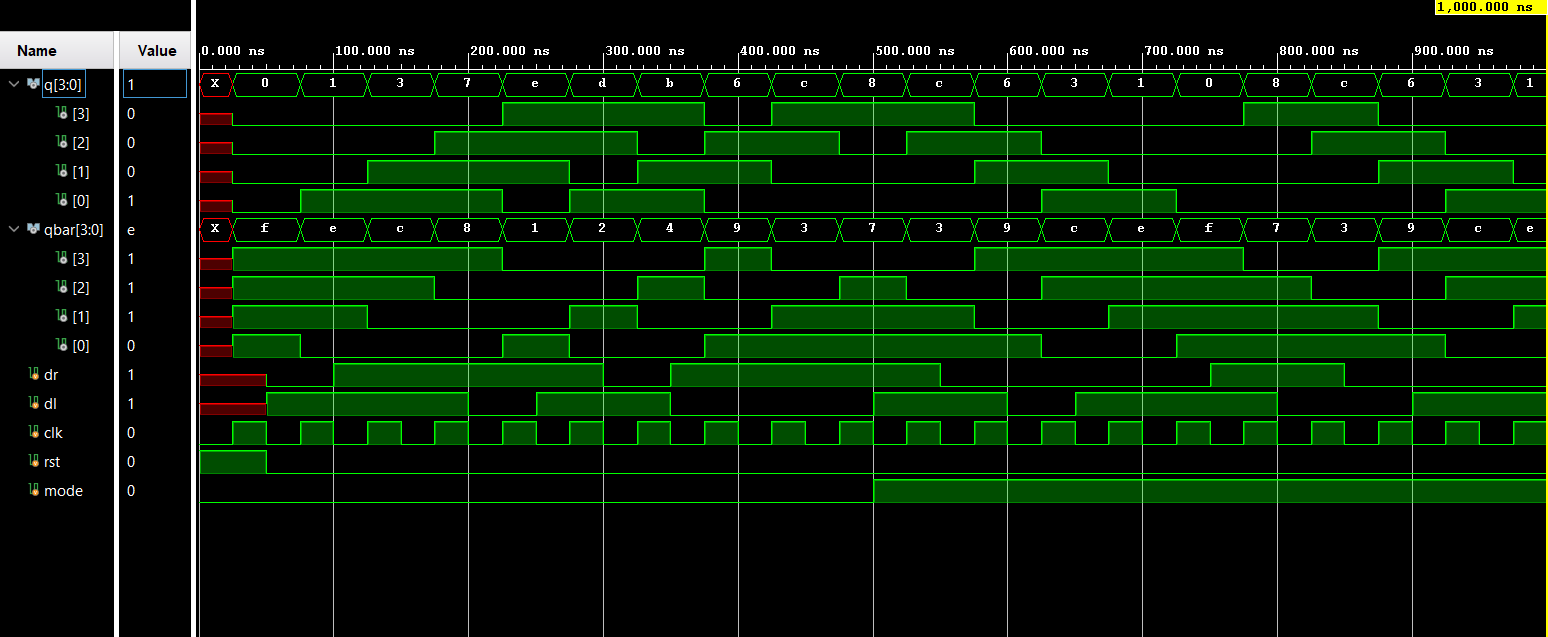 1,000.000 ns
Name Value 0.000 ns 100.000 ns 200.000 ns 300.000 ns 400.000 ns 500.000 ns 600.000 ns 700.000 ns 800.000 ns 900.000 ns
q[3:0] 1 X 0 1 3 7 e d b 6 c 8 c 6 3 1 0 8 c 6 3 1
[3] 0
[2] 0
[1] 0
[0] 1
qbar[3:0] e X f e c 8 1 2 4 9 3 7 3 9 c e f 7 3 9 c e
[3] 1
[2] 1
[1] 1
[0] 0
dr 1
dl 1
clk 0
rst 0
mode 0